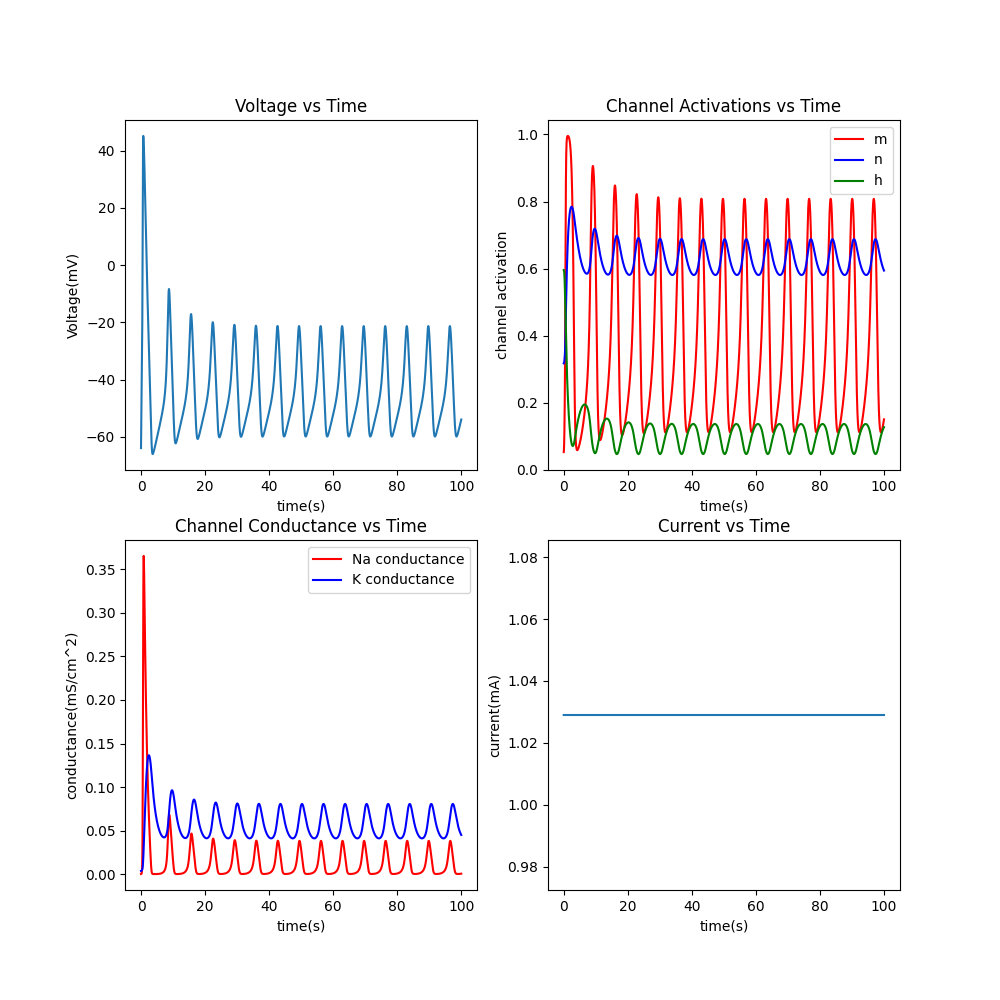 Voltage vs Time
40
20
0
−20
−40
−60
Voltage(mV)
0 20 40 60 80 100
time(s)
Channel Activations vs Time
1.0
0.8
0.6
0.4
0.2
0.0
channel activation
m
n
h
0 20 40 60 80 100
time(s)
Channel Conductance vs Time
0.35
0.30
0.25
0.20
0.15
0.10
0.05
0.00
conductance(mS/cm^2)
Na conductance
K conductance
0 20 40 60 80 100
time(s)
Current vs Time
1.08
1.06
1.04
1.02
1.00
0.98
current(mA)
0 20 40 60 80 100
time(s)